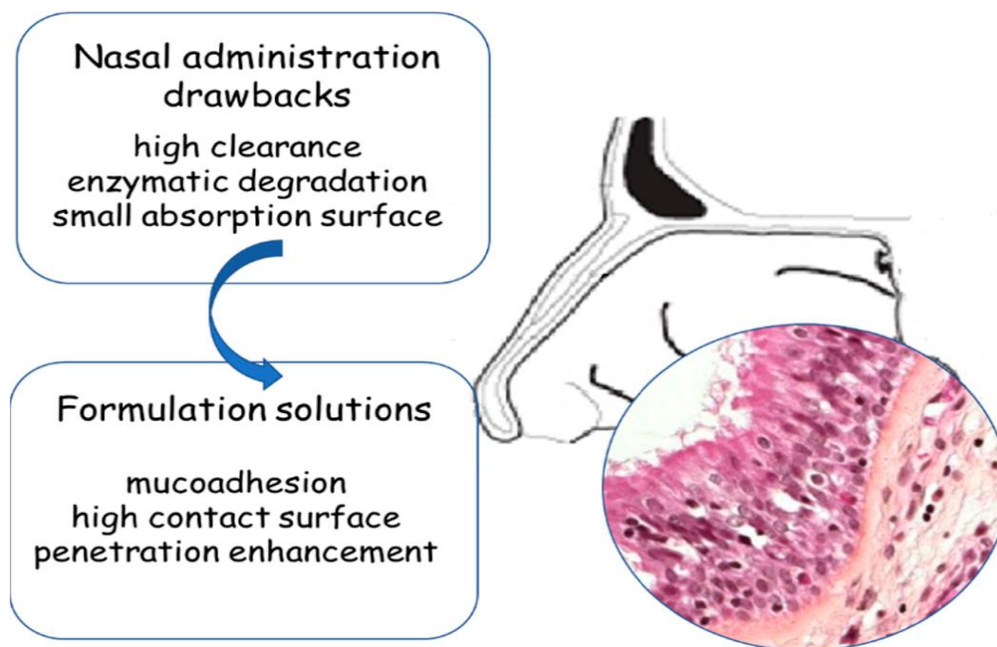 Nasal administration
drawbacks
high clearance
enzymatic degradation
small absorption surface
Formulation solutions
mucoadhesion
high contact surface
penetration enhancement